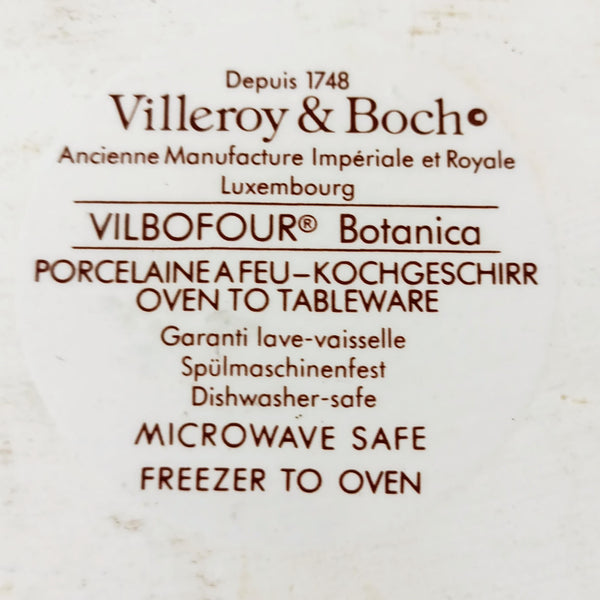 Depuis 1748
Villeroy & Boch©
Ancienne Manufacture Impériale et Royale
Luxembourg
VILBOFOUR® Botanica
PORCELAINE A FEU–KOCHGESCHIRR
OVEN TO TABLEWARE
Garanti lave-vaisselle
Spülmaschinenfest
Dishwasher-safe
MICROWAVE SAFE
FREEZER TO OVEN